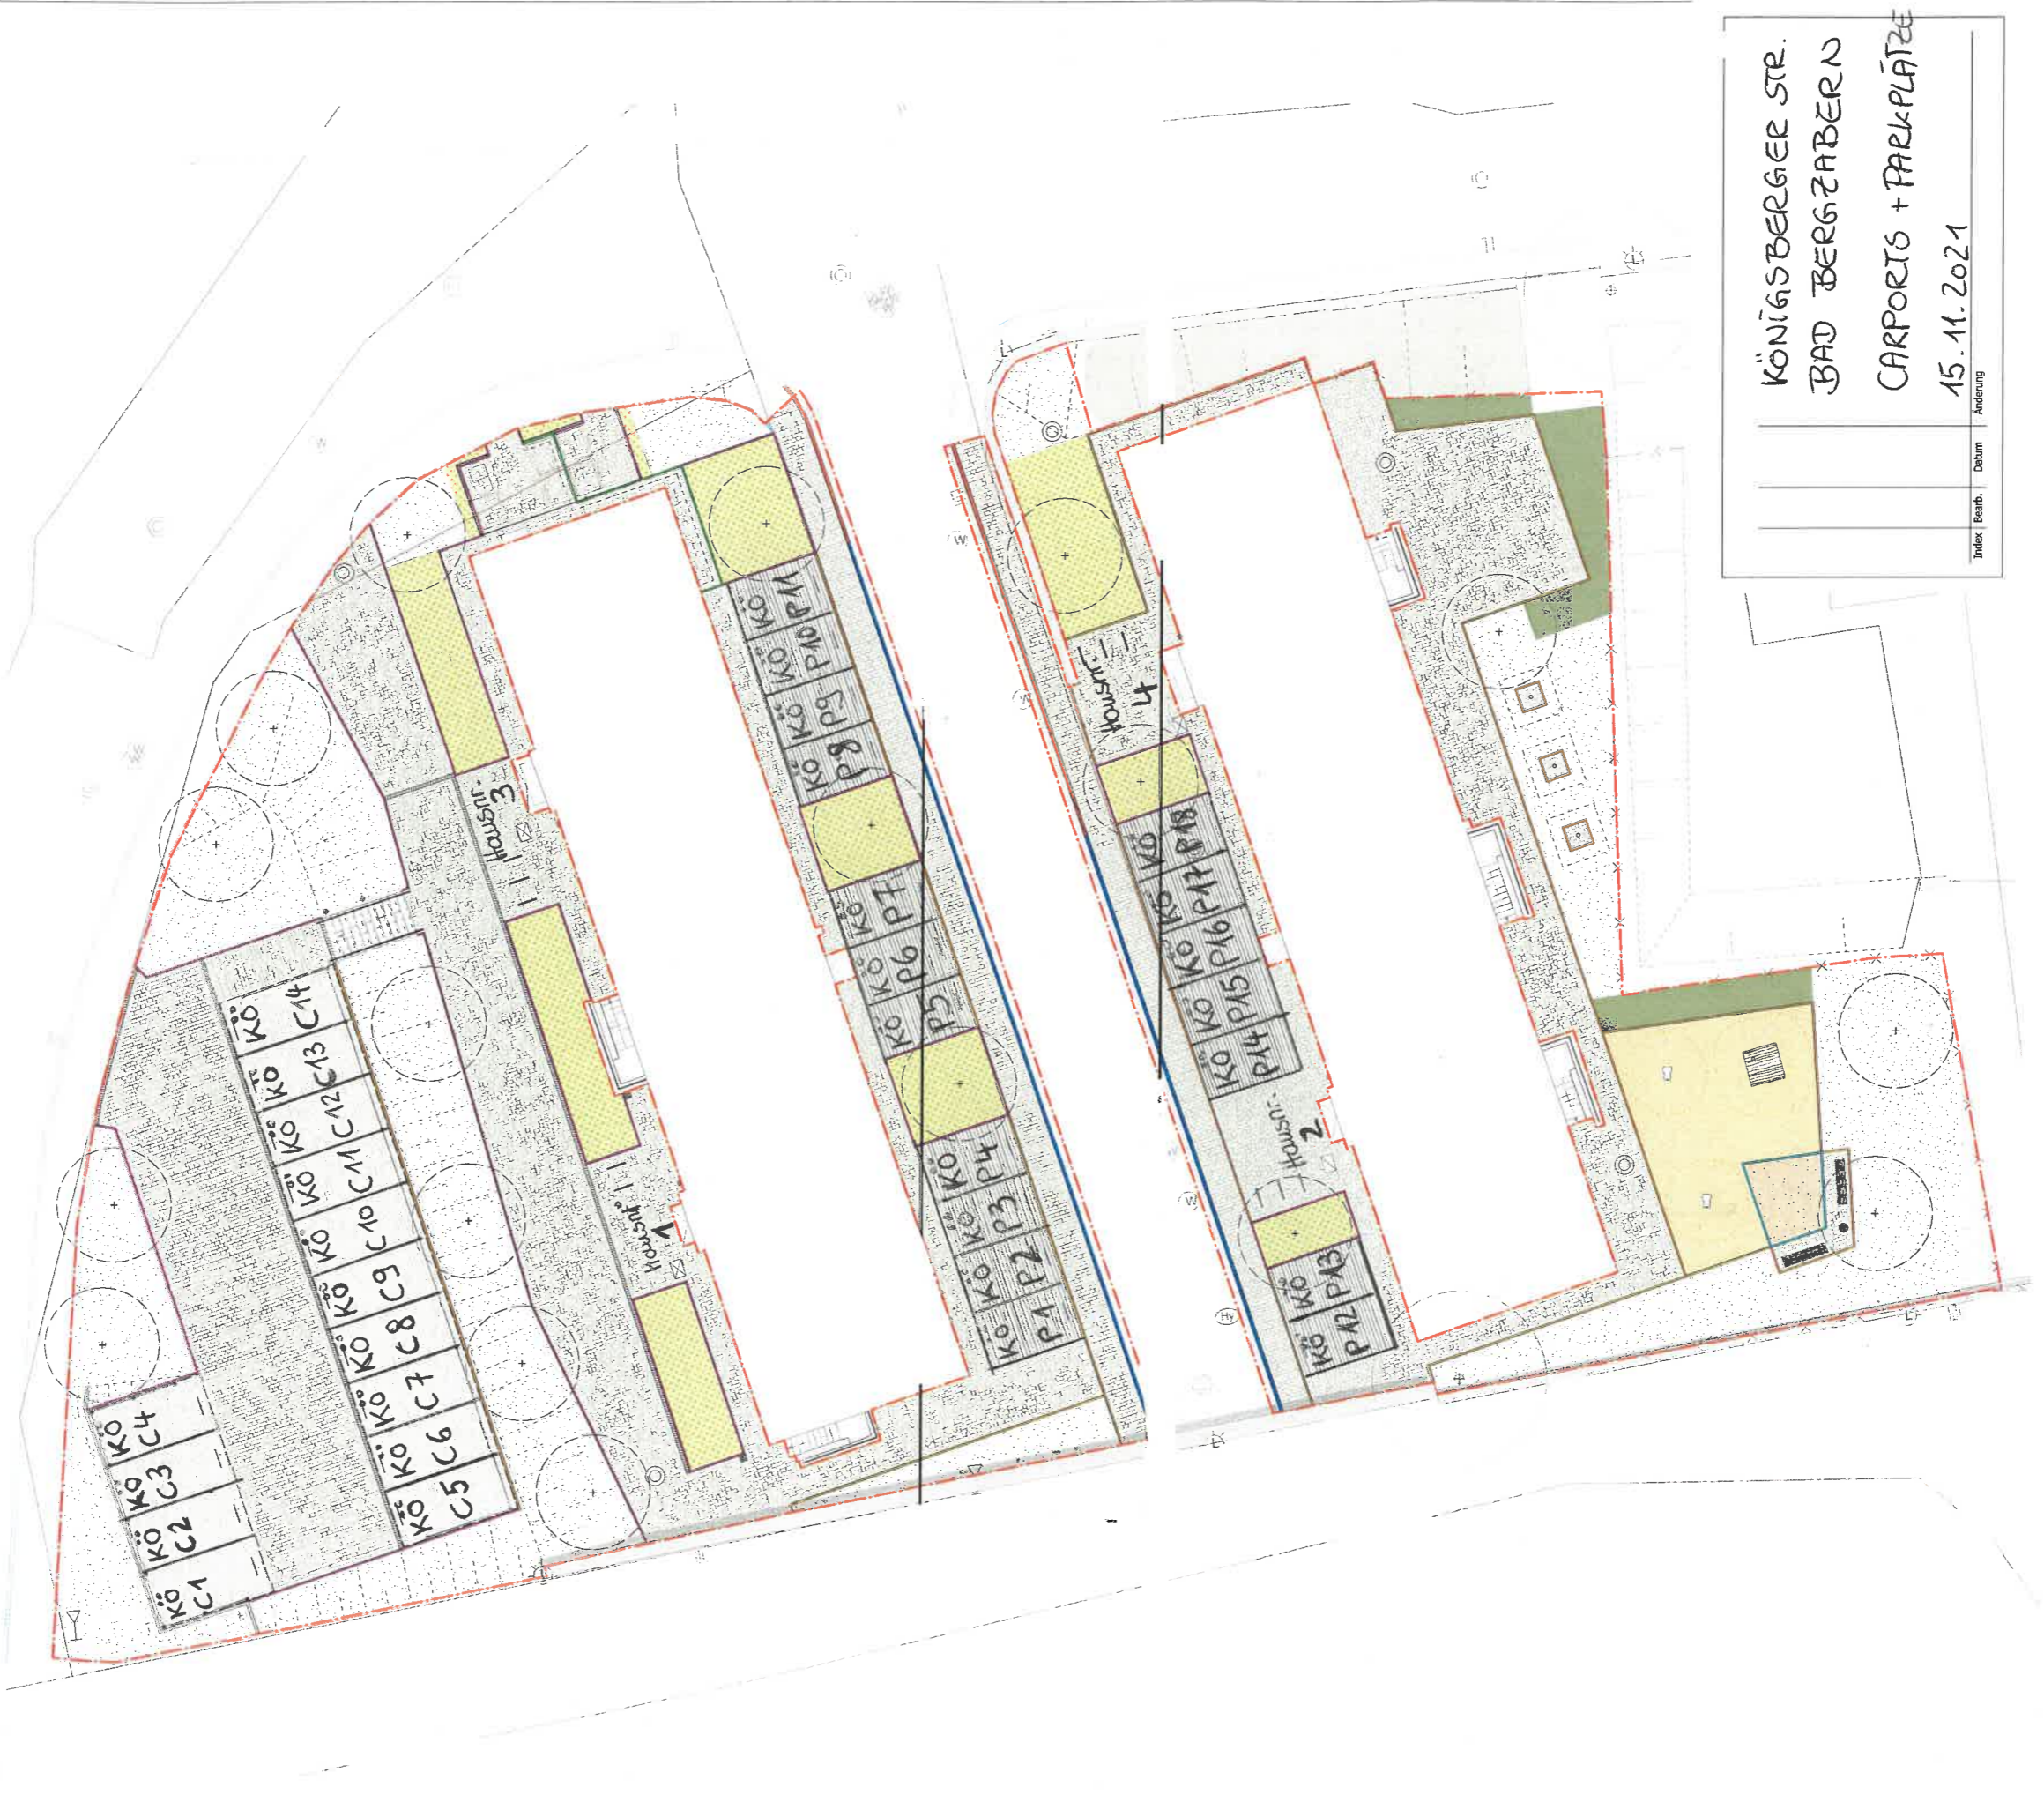 KÖNIGSBERGER STR.
BAD BERGZABERN
CARPORTS + PARKPLÄTZE
15.11.2021
Index Bearb. Datum Änderung
KÖ C1
KÖ C2
KÖ C3
KÖ C4
KÖ C5
KÖ C6
KÖ C7
KÖ C8
KÖ C9
KÖ C10
KÖ C11
KÖ C12
KÖ C13
KÖ C14
Hausnr. 1
Hausnr. 3
KÖ P1
KÖ P2
KÖ P3
KÖ P4
KÖ P5
KÖ P6
KÖ P7
KÖ P8
KÖ P9
KÖ P10
KÖ P11
KÖ P12
KÖ P13
Hausnr. 2
KÖ P14
KÖ P15
KÖ P16
KÖ P17
KÖ P18
Hausnr. 4
W
W
W
H